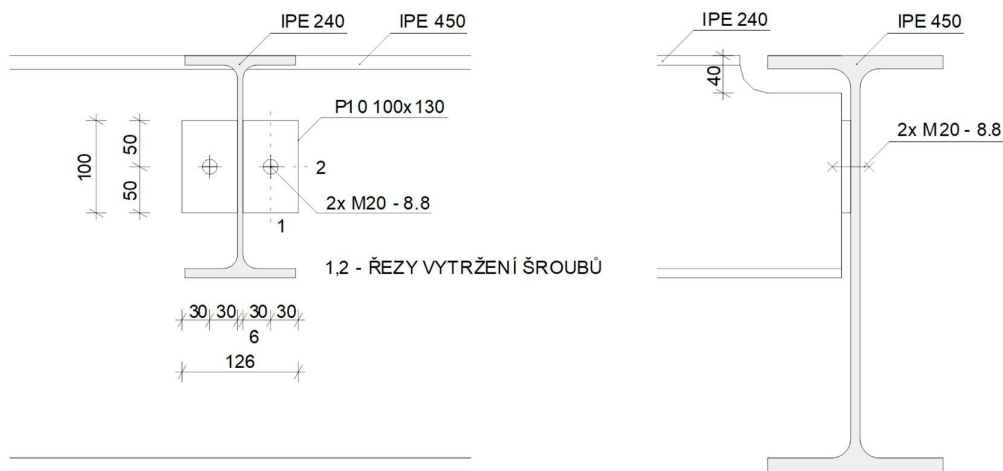 IPE 240
IPE 450
P10 100x130
50
100
50
2
2x M20 - 8.8
1
1,2 - ŘEZY VYTRŽENÍ ŠROUBŮ
30 30 30 30
6
126
IPE 240
IPE 450
40
2x M20 - 8.8